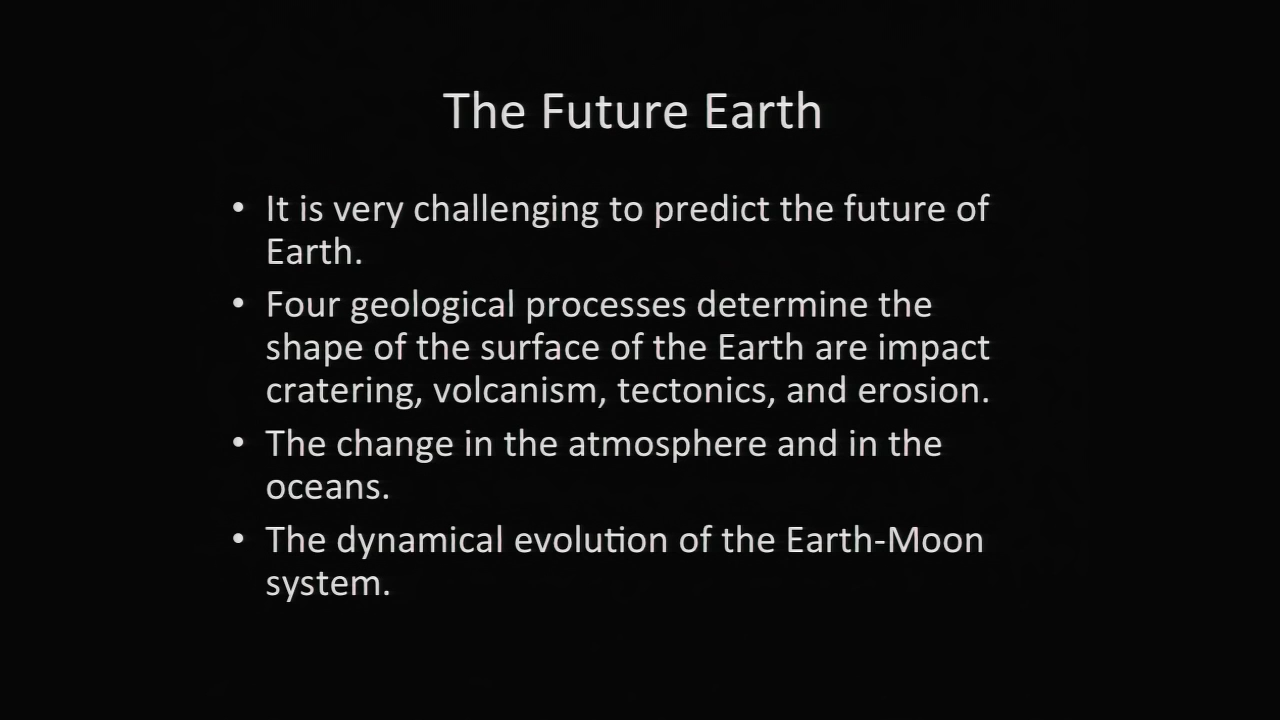 The Future Earth
• It is very challenging to predict the future of
Earth.
• Four geological processes determine the
shape of the surface of the Earth are impact
cratering, volcanism, tectonics, and erosion.
• The change in the atmosphere and in the
oceans.
• The dynamical evolution of the Earth-Moon
system.